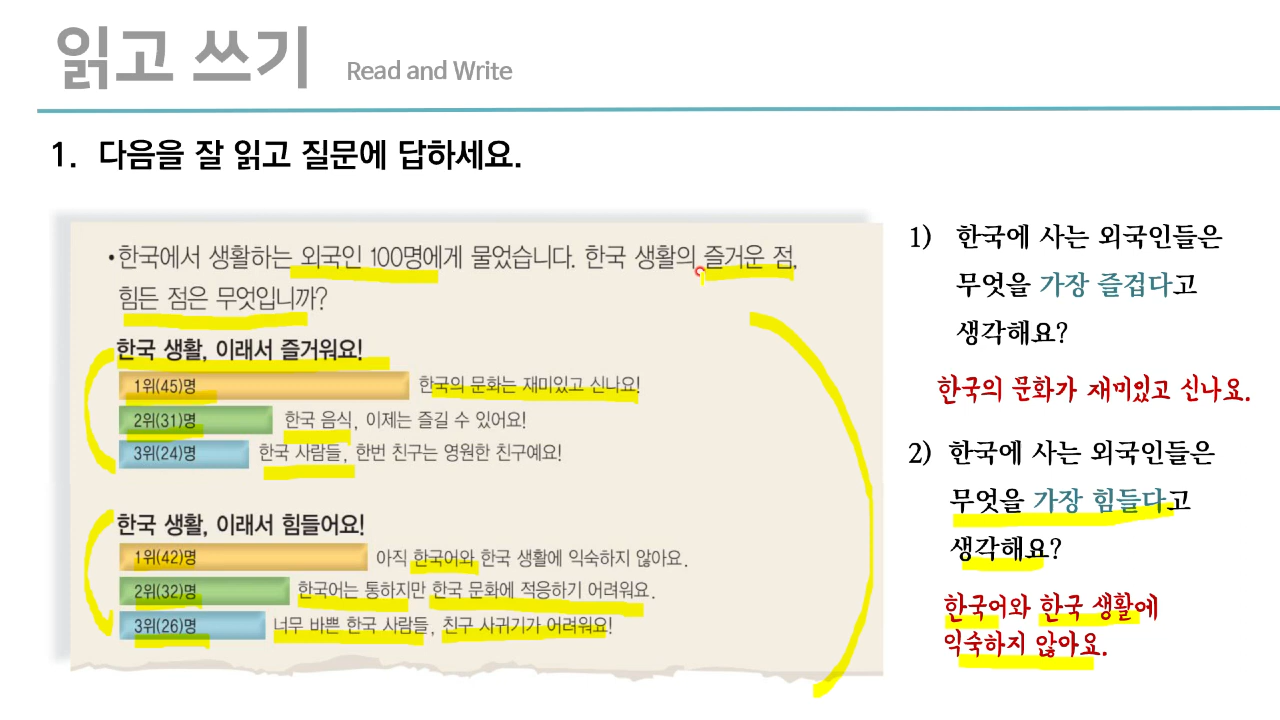 읽고 쓰기 Read and Write
1. 다음을 잘 읽고 질문에 답하세요.
•한국에서 생활하는 외국인 100명에게 물었습니다. 한국 생활의 즐거운 점,
힘든 점은 무엇입니까?
한국 생활, 이래서 즐거워요!
1위(45)명 한국의 문화는 재미있고 신나요!
2위(31)명 한국 음식, 이제는 즐길 수 있어요!
3위(24)명 한국 사람들, 한번 친구는 영원한 친구예요!
한국 생활, 이래서 힘들어요!
1위(42)명 아직 한국어와 한국 생활에 익숙하지 않아요.
2위(32)명 한국어는 통하지만 한국 문화에 적응하기 어려워요.
3위(26)명 너무 바쁜 한국 사람들, 친구 사귀기가 어려워요!
1) 한국에 사는 외국인들은
무엇을 가장 즐겁다고
생각해요?
한국의 문화가 재미있고 신나요.
2) 한국에 사는 외국인들은
무엇을 가장 힘들다고
생각해요?
한국어와 한국 생활에
익숙하지 않아요.